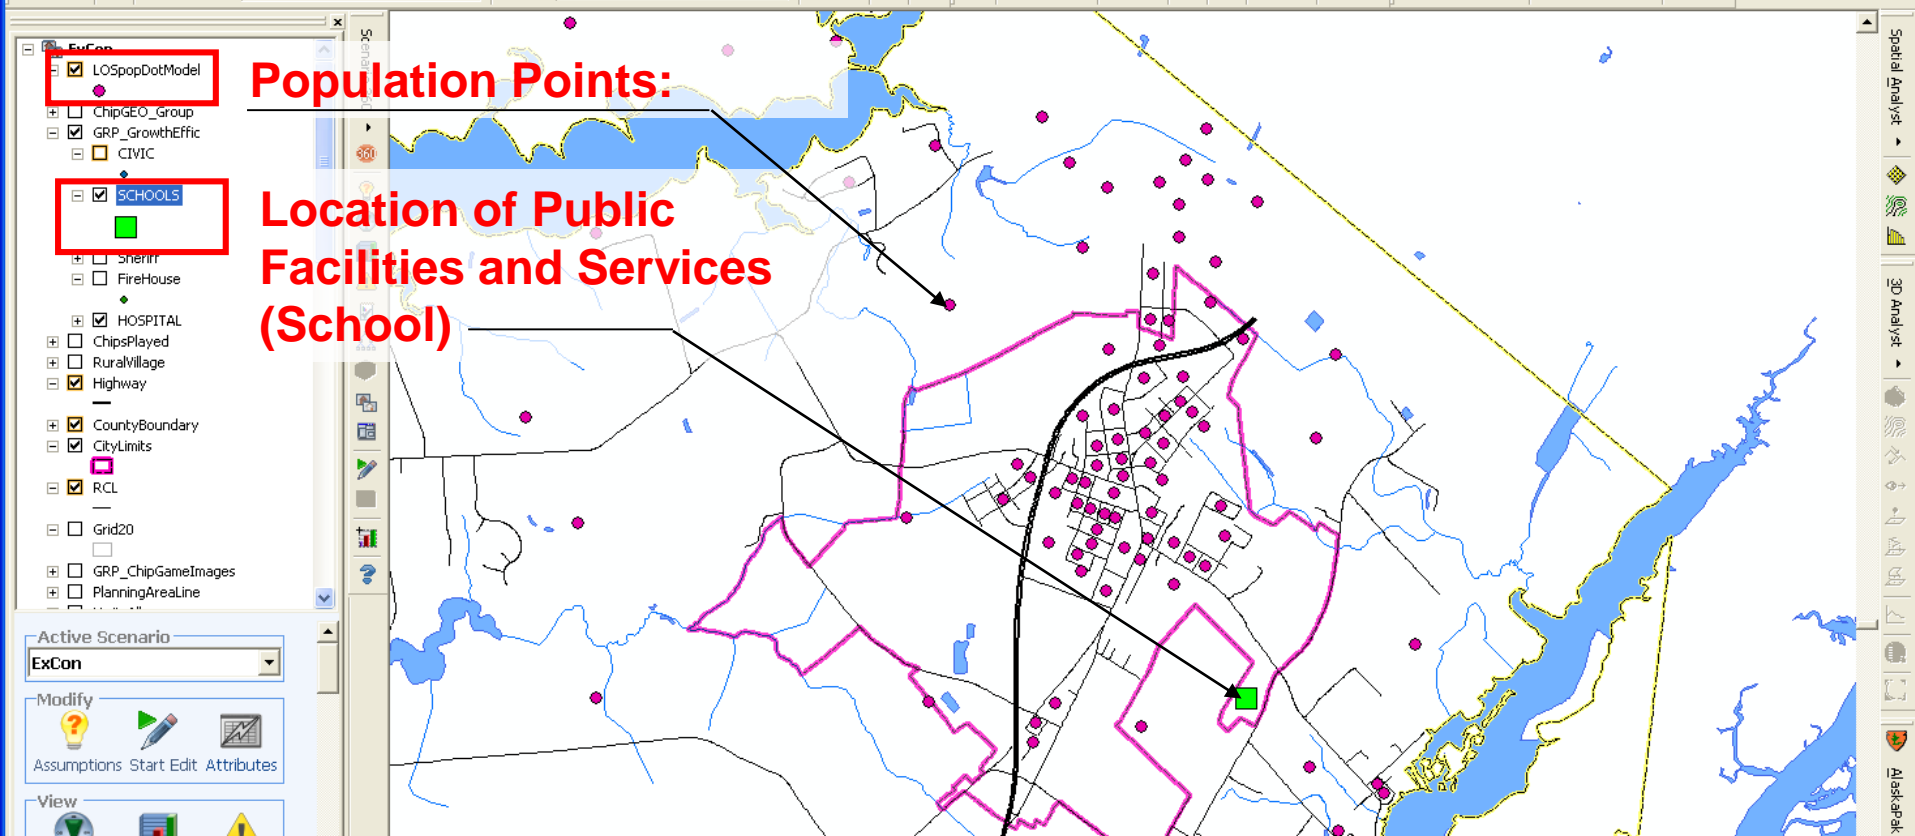 ExCon
LOSpopDotModel
ChipGEO_Group
GRP_GrowthEffic
CIVIC
SCHOOLS
Sheriff
FireHouse
HOSPITAL
ChipsPlayed
RuralVillage
Highway
CountyBoundary
CityLimits
RCL
Grid20
GRP_ChipGameImages
PlanningAreaLine
Active Scenario
ExCon
Modify
Assumptions Start Edit Attributes
View
360
Population Points:
Location of Public
Facilities and Services
(School)
Spatial Analyst
3D Analyst
AlaskaPak